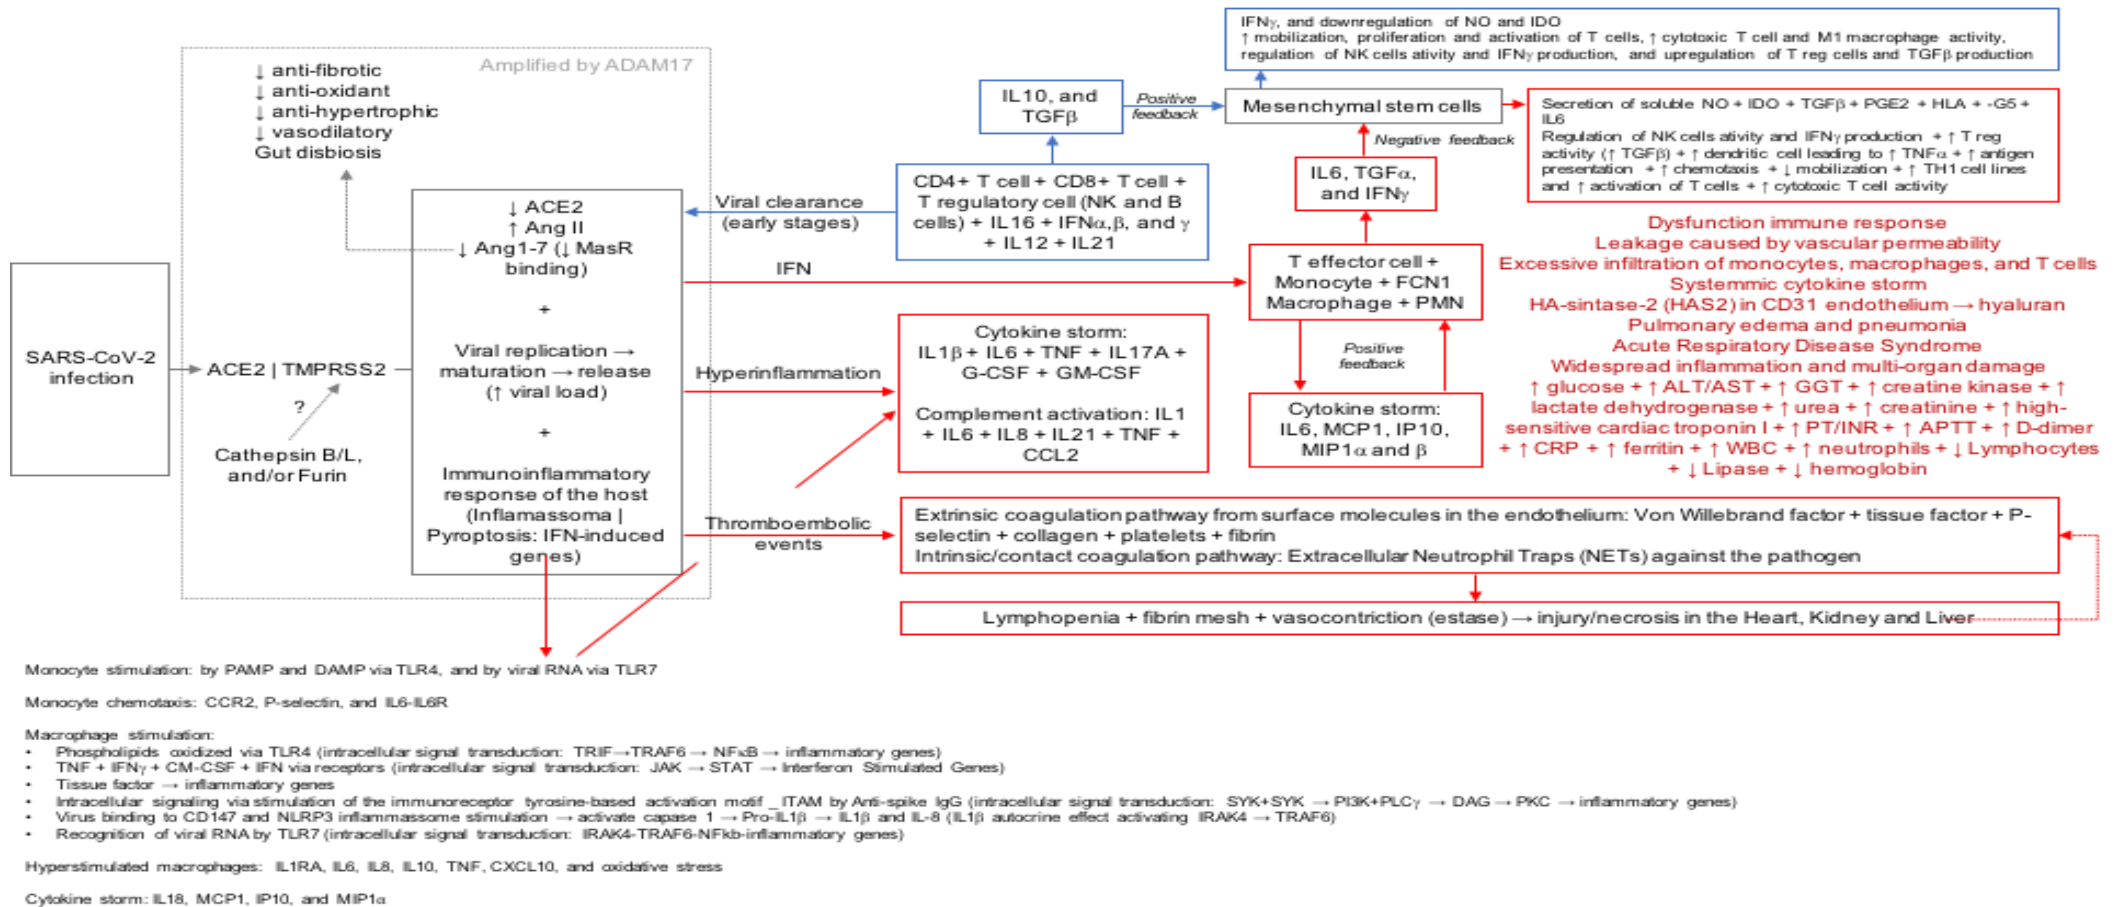 Amplified by ADAM17
↓ anti-fibrotic
↓ anti-oxidant
↓ anti-hypertrophic
↓ vasodilatory
Gut disbiosis
SARS-CoV-2
infection
ACE2 | TMPRSS2
?
Cathepsin B/L,
and/or Furin
↓ ACE2
↑ Ang II
↓ Ang1-7 (↓ MasR
binding)
+
Viral replication →
maturation → release
(↑ viral load)
+
Immunoinflammatory
response of the host
(Inflamassoma |
Pyroptosis: IFN-induced
genes)
Viral clearance
(early stages)
IFN
Hyperinflammation
Thromboembolic
events
IL10, and
TGFβ
Positive
feedback
CD4+ T cell + CD8+ T cell +
T regulatory cell (NK and B
cells) + IL16 + IFNα,β, and γ
+ IL12 + IL21
Cytokine storm:
IL1β + IL6 + TNF + IL17A +
G-CSF + GM-CSF
Complement activation: IL1
+ IL6 + IL8 + IL21 + TNF +
CCL2
IFNγ, and downregulation of NO and IDO
↑ mobilization, proliferation and activation of T cells, ↑ cytotoxic T cell and M1 macrophage activity,
regulation of NK cells ativity and IFNγ production, and upregulation of T reg cells and TGFβ production
Mesenchymal stem cells
Negative feedback
IL6, TGFα,
and IFNγ
T effector cell +
Monocyte + FCN1
Macrophage + PMN
Positive
feedback
Cytokine storm:
IL6, MCP1, IP10,
MIP1α and β
Secretion of soluble NO + IDO + TGFβ + PGE2 + HLA + -G5 +
IL6
Regulation of NK cells ativity and IFNγ production + ↑ T reg
activity (↑ TGFβ) + ↑ dendritic cell leading to ↑ TNFα + ↑ antigen
presentation + ↑ chemotaxis + ↓ mobilization + ↑ TH1 cell lines
and ↑ activation of T cells + ↑ cytotoxic T cell activity
Dysfunction immune response
Leakage caused by vascular permeability
Excessive infiltration of monocytes, macrophages, and T cells
Systemmic cytokine storm
HA-sintase-2 (HAS2) in CD31 endothelium → hyaluran
Pulmonary edema and pneumonia
Acute Respiratory Disease Syndrome
Widespread inflammation and multi-organ damage
↑ glucose + ↑ ALT/AST + ↑ GGT + ↑ creatine kinase + ↑
lactate dehydrogenase + ↑ urea + ↑ creatinine + ↑ high-
sensitive cardiac troponin I + ↑ PT/INR + ↑ APTT + ↑ D-dimer
+ ↑ CRP + ↑ ferritin + ↑ WBC + ↑ neutrophils + ↓ Lymphocytes
+ ↓ Lipase + ↓ hemoglobin
Extrinsic coagulation pathway from surface molecules in the endothelium: Von Willebrand factor + tissue factor + P-
selectin + collagen + platelets + fibrin
Intrinsic/contact coagulation pathway: Extracellular Neutrophil Traps (NETs) against the pathogen
Lymphopenia + fibrin mesh + vasocontriction (estase) → injury/necrosis in the Heart, Kidney and Liver
Monocyte stimulation: by PAMP and DAMP via TLR4, and by viral RNA via TLR7
Monocyte chemotaxis: CCR2, P-selectin, and IL6-IL6R
Macrophage stimulation:
• Phospholipids oxidized via TLR4 (intracellular signal transduction: TRIF→TRAF6 → NFκB → inflammatory genes)
• TNF + IFNγ + CM-CSF + IFN via receptors (intracellular signal transduction: JAK → STAT → Interferon Stimulated Genes)
• Tissue factor → inflammatory genes
• Intracellular signaling via stimulation of the immunoreceptor tyrosine-based activation motif _ ITAM by Anti-spike IgG (intracellular signal transduction: SYK+SYK → PI3K+PLCγ → DAG → PKC → inflammatory genes)
• Virus binding to CD147 and NLRP3 inflammassome stimulation → activate capase 1 → Pro-IL1β → IL1β and IL-8 (IL1β autocrine effect activating IRAK4 → TRAF6)
• Recognition of viral RNA by TLR7 (intracellular signal transduction: IRAK4-TRAF6-NFkb-inflammatory genes)
Hyperstimulated macrophages: IL1RA, IL6, IL8, IL10, TNF, CXCL10, and oxidative stress
Cytokine storm: IL18, MCP1, IP10, and MIP1α